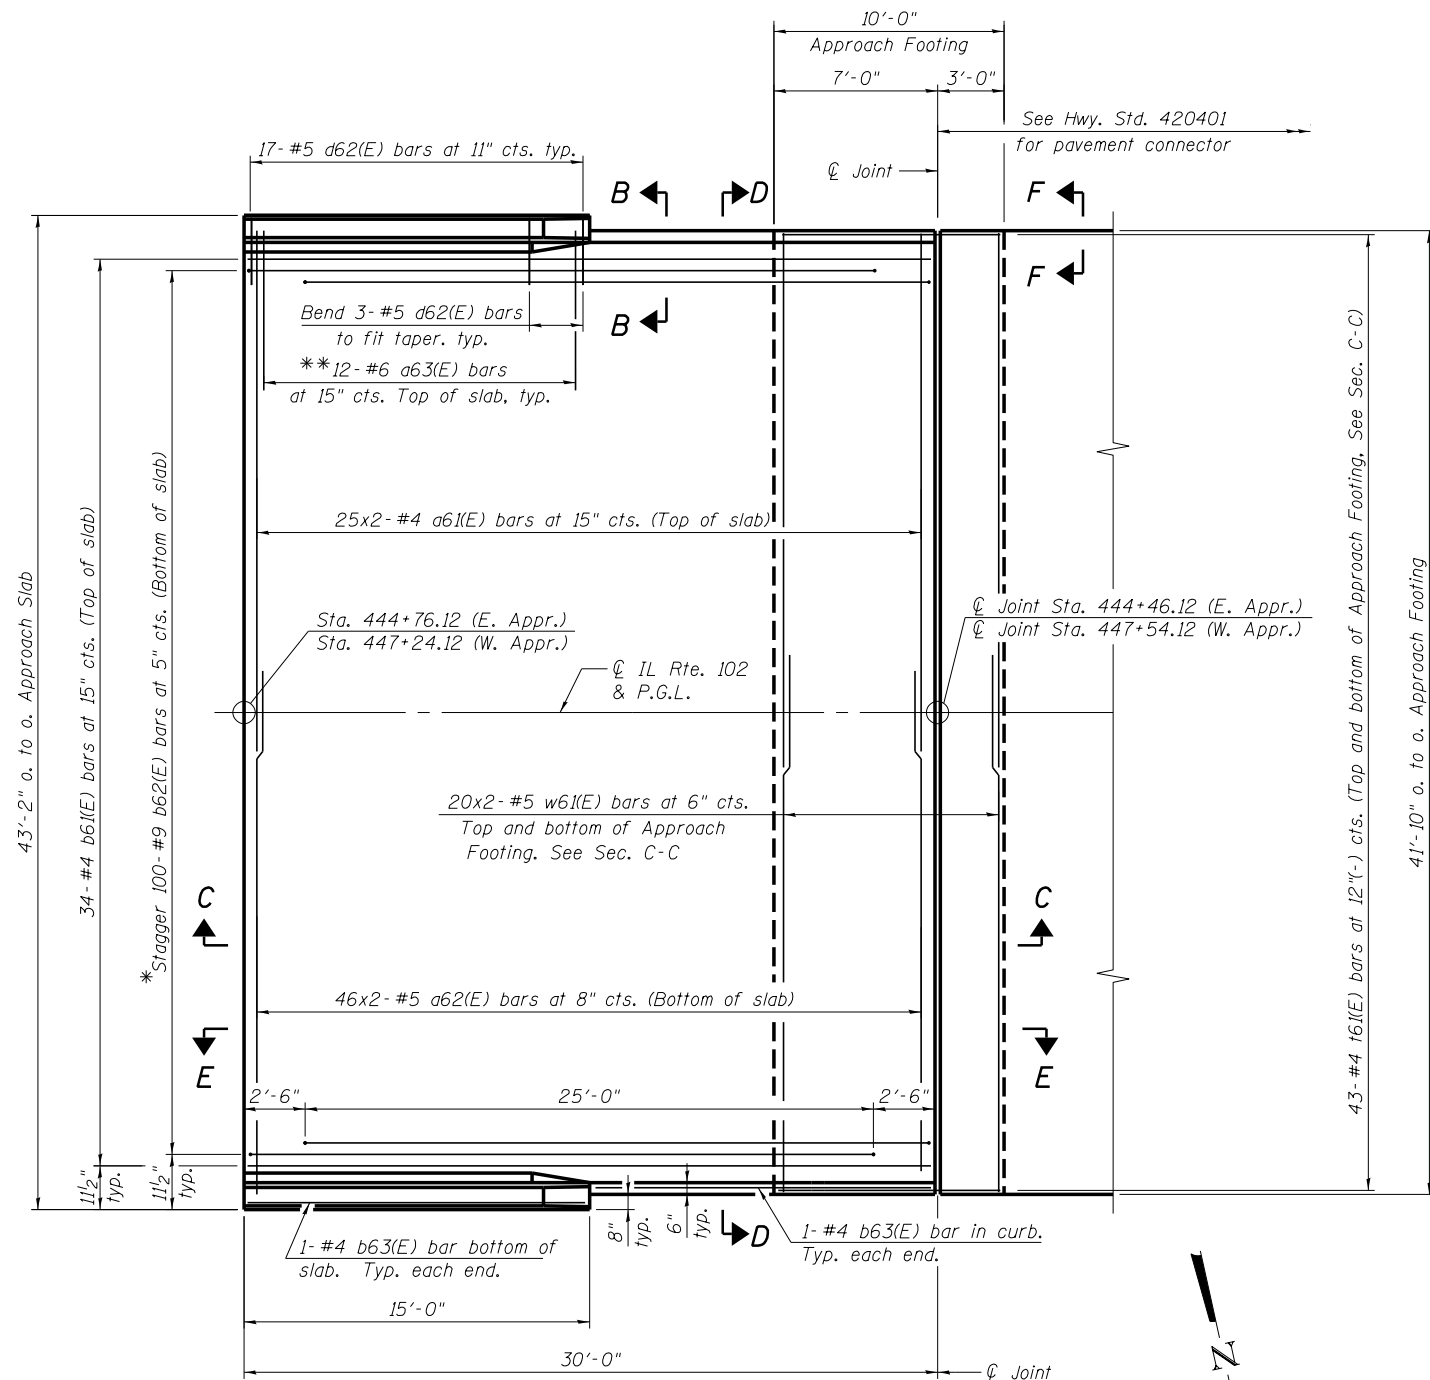 10'-0"
Approach Footing
7'-0"
3'-0"
See Hwy. Std. 420401
for pavement connector
17- #5 d62(E) bars at 11" cts. typ.
℄ Joint
B
D
F
F
B
Bend 3- #5 d62(E) bars
to fit taper. typ.
**12- #6 a63(E) bars
at 15" cts. Top of slab, typ.
43'-2" o. to o. Approach Slab
34- #4 b61(E) bars at 15" cts. (Top of slab)
*Stagger 100- #9 b62(E) bars at 5" cts. (Bottom of slab)
25x2- #4 a61(E) bars at 15" cts. (Top of slab)
Sta. 444+76.12 (E. Appr.)
Sta. 447+24.12 (W. Appr.)
℄ IL Rte. 102
& P.G.L.
℄ Joint Sta. 444+46.12 (E. Appr.)
℄ Joint Sta. 447+54.12 (W. Appr.)
43- #4 t61(E) bars at 12"(-) cts. (Top and bottom of Approach Footing, See Sec. C-C)
41'-10" o. to o. Approach Footing
20x2- #5 w61(E) bars at 6" cts.
Top and bottom of Approach
Footing. See Sec. C-C
C
C
46x2- #5 a62(E) bars at 8" cts. (Bottom of slab)
E
E
2'-6"
25'-0"
2'-6"
11½"
typ.
11½"
typ.
8"
typ.
6"
typ.
D
1- #4 b63(E) bar bottom of
slab. Typ. each end.
1- #4 b63(E) bar in curb.
Typ. each end.
15'-0"
30'-0"
℄ Joint
N